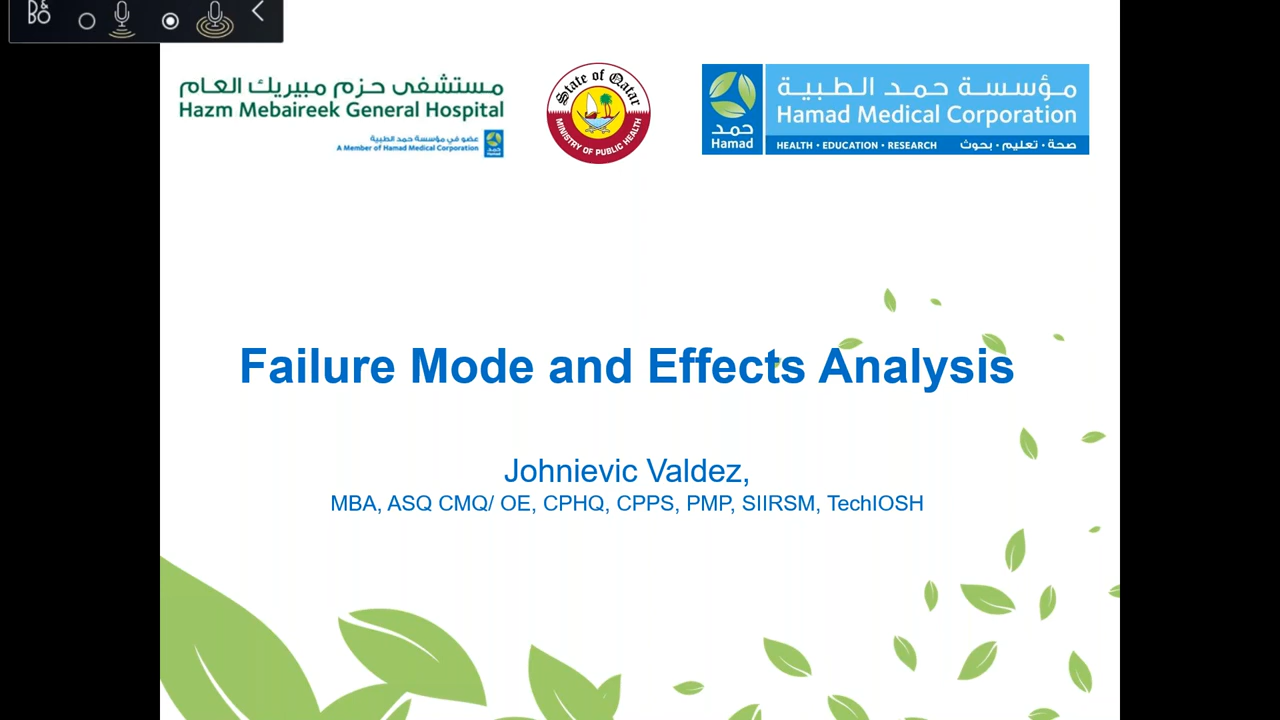 B&O
مستشفى حزم مبيريك العام
Hazm Mebaireek General Hospital
عضو في مؤسسة حمد الطبية
A Member of Hamad Medical Corporation
State of Qatar
MINISTRY OF PUBLIC HEALTH
حمد
Hamad
مؤسسة حمد الطبية
Hamad Medical Corporation
HEALTH • EDUCATION • RESEARCH صحة • تعليم • بحوث
Failure Mode and Effects Analysis
Johnievic Valdez,
MBA, ASQ CMQ/ OE, CPHQ, CPPS, PMP, SIIRSM, TechIOSH